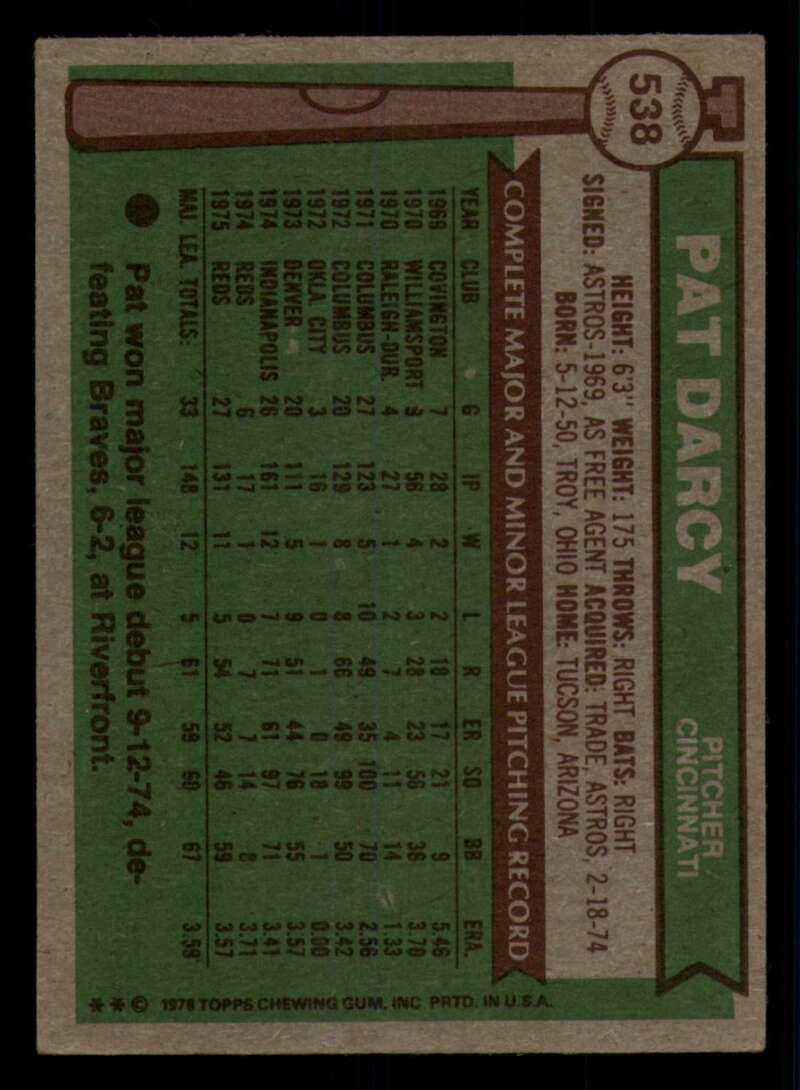 538
PAT DARCY
PITCHER
CINCINNATI
HEIGHT: 6'3" WEIGHT: 175 THROWS: RIGHT BATS: RIGHT
SIGNED: ASTROS-1969, AS FREE AGENT ACQUIRED: TRADE, ASTROS, 2-18-74
BORN: 5-12-50, TROY, OHIO HOME: TUCSON, ARIZONA
COMPLETE MAJOR AND MINOR LEAGUE PITCHING RECORD
YEAR CLUB G IP W L R ER SO BB ERA.
1969 COVINGTON 7 28 2 2 18 17 21 9 5.46
1970 WILLIAMSPORT 56 4 3 28 23 56 36 3.70
1970 RALEIGH-DUR. 4 27 1 2 7 4 11 14 1.33
1971 COLUMBUS 27 123 5 10 49 35 100 70 2.56
1972 COLUMBUS 20 129 8 8 66 49 99 50 3.42
1972 OKLA. CITY 3 16 1 0 1 0 18 1 0.00
1973 DENVER 20 111 5 9 51 44 76 55 3.57
1974 INDIANAPOLIS 26 161 12 7 71 61 97 71 3.41
1974 REDS 6 17 1 0 7 7 14 8 3.71
1975 REDS 27 131 11 5 54 52 46 59 3.57
MAJ. LEA. TOTALS: 33 148 12 5 61 59 60 67 3.59
Pat won major league debut 9-12-74, de-
feating Braves, 6-2, at Riverfront.
* * © 1976 TOPPS CHEWING GUM, INC. PRTD. IN U.S.A.